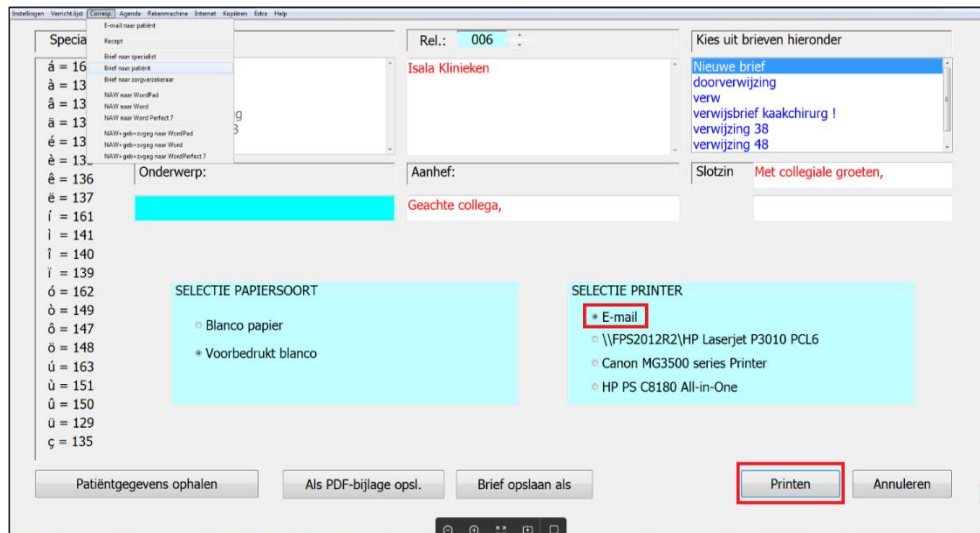 Instellingen Verricht.lijst Corresp. Agenda Rekenmachine Internet Kopiëren Extra Help
E-mail naar patiënt
Recept
Brief naar specialist
Brief naar patiënt
Brief naar zorgverzekeraar
NAW naar WordPad
NAW naar Word
NAW naar Word Perfect 7
NAW+geb+zvgeg naar WordPad
NAW+geb+zvgeg naar Word
NAW+geb+zvgeg naar WordPerfect 7
Specia
á = 16
à = 13
â = 13
ä = 13
é = 13
è = 13
ê = 136
ë = 137
í = 161
ì = 141
î = 140
ï = 139
ó = 162
ò = 149
ô = 147
ö = 148
ú = 163
ù = 151
û = 150
ü = 129
ç = 135
g
Rel.: 006
Isala Klinieken
Kies uit brieven hieronder
Nieuwe brief
doorverwijzing
verw
verwijsbrief kaakchirurg !
verwijzing 38
verwijzing 48
Onderwerp:
Aanhef:
Geachte collega,
Slotzin Met collegiale groeten,
SELECTIE PAPIERSOORT
Blanco papier
Voorbedrukt blanco
SELECTIE PRINTER
E-mail
\\FPS2012R2\HP Laserjet P3010 PCL6
Canon MG3500 series Printer
HP PS C8180 All-in-One
Patiëntgegevens ophalen
Als PDF-bijlage opsl.
Brief opslaan als
Printen
Annuleren